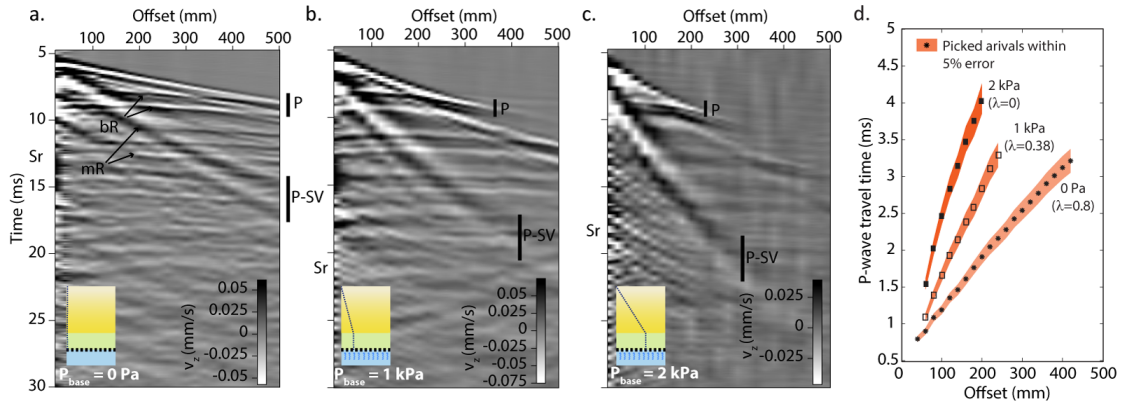 a.
Offset (mm)
100 200 300 400 500
5
10
15
20
25
30
Time (ms)
Sr
bR
mR
P
P-SV
0.05
0.025
0
-0.025
-0.05
v_z (mm/s)
P_base = 0 Pa
b.
Offset (mm)
100 200 300 400 500
P
P-SV
Sr
0.05
0.025
0
-0.025
-0.050
-0.075
v_z (mm/s)
P_base = 1 kPa
c.
Offset (mm)
100 200 300 400 500
P
P-SV
Sr
0.025
0
-0.025
v_z (mm/s)
P_base = 2 kPa
d.
5
4.5
4
3.5
3
2.5
2
1.5
1
0.5
P-wave travel time (ms)
Picked arivals within
5% error
2 kPa
(λ=0)
1 kPa
(λ=0.38)
0 Pa
(λ=0.8)
0 100 200 300 400 500
Offset (mm)